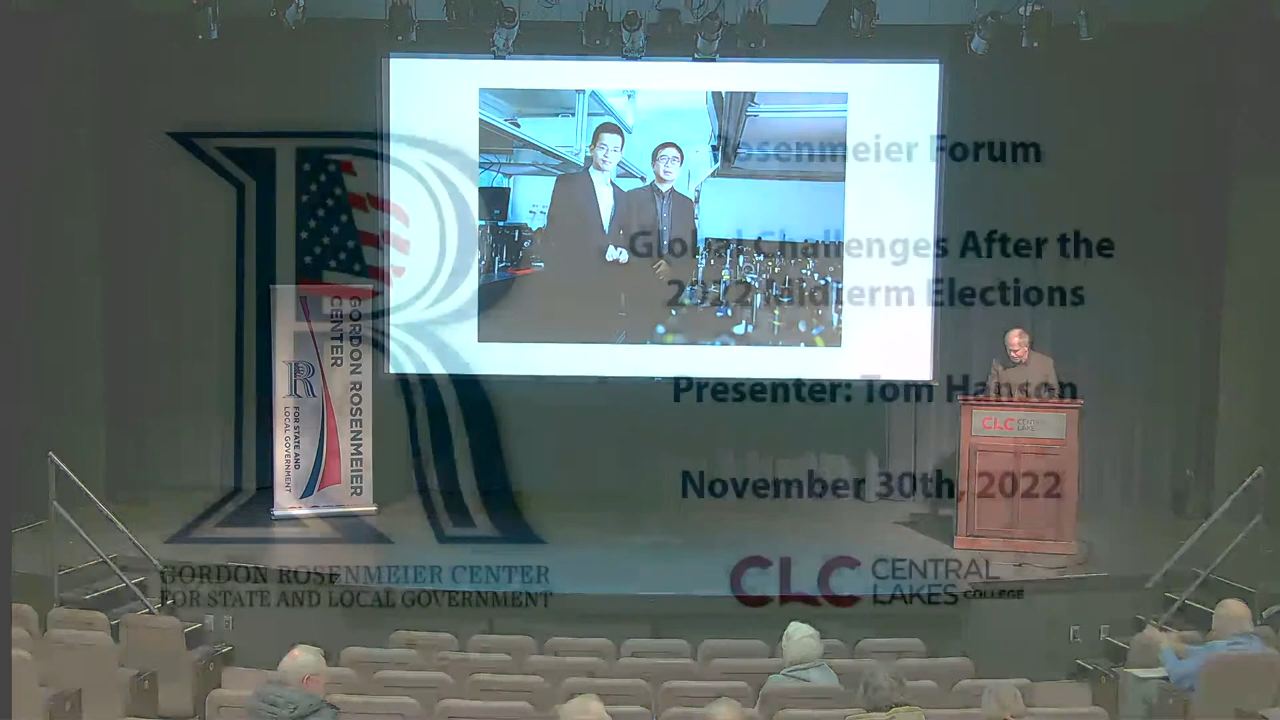 Rosenmeier Forum
Global Challenges After the
2022 Midterm Elections
Presenter: Tom Hanson
November 30th, 2022
GORDON ROSENMEIER
CENTER
R
FOR STATE AND
LOCAL GOVERNMENT
CLC CENTRAL
LAKES
GORDON ROSENMEIER CENTER
FOR STATE AND LOCAL GOVERNMENT
CLC CENTRAL
LAKES COLLEGE